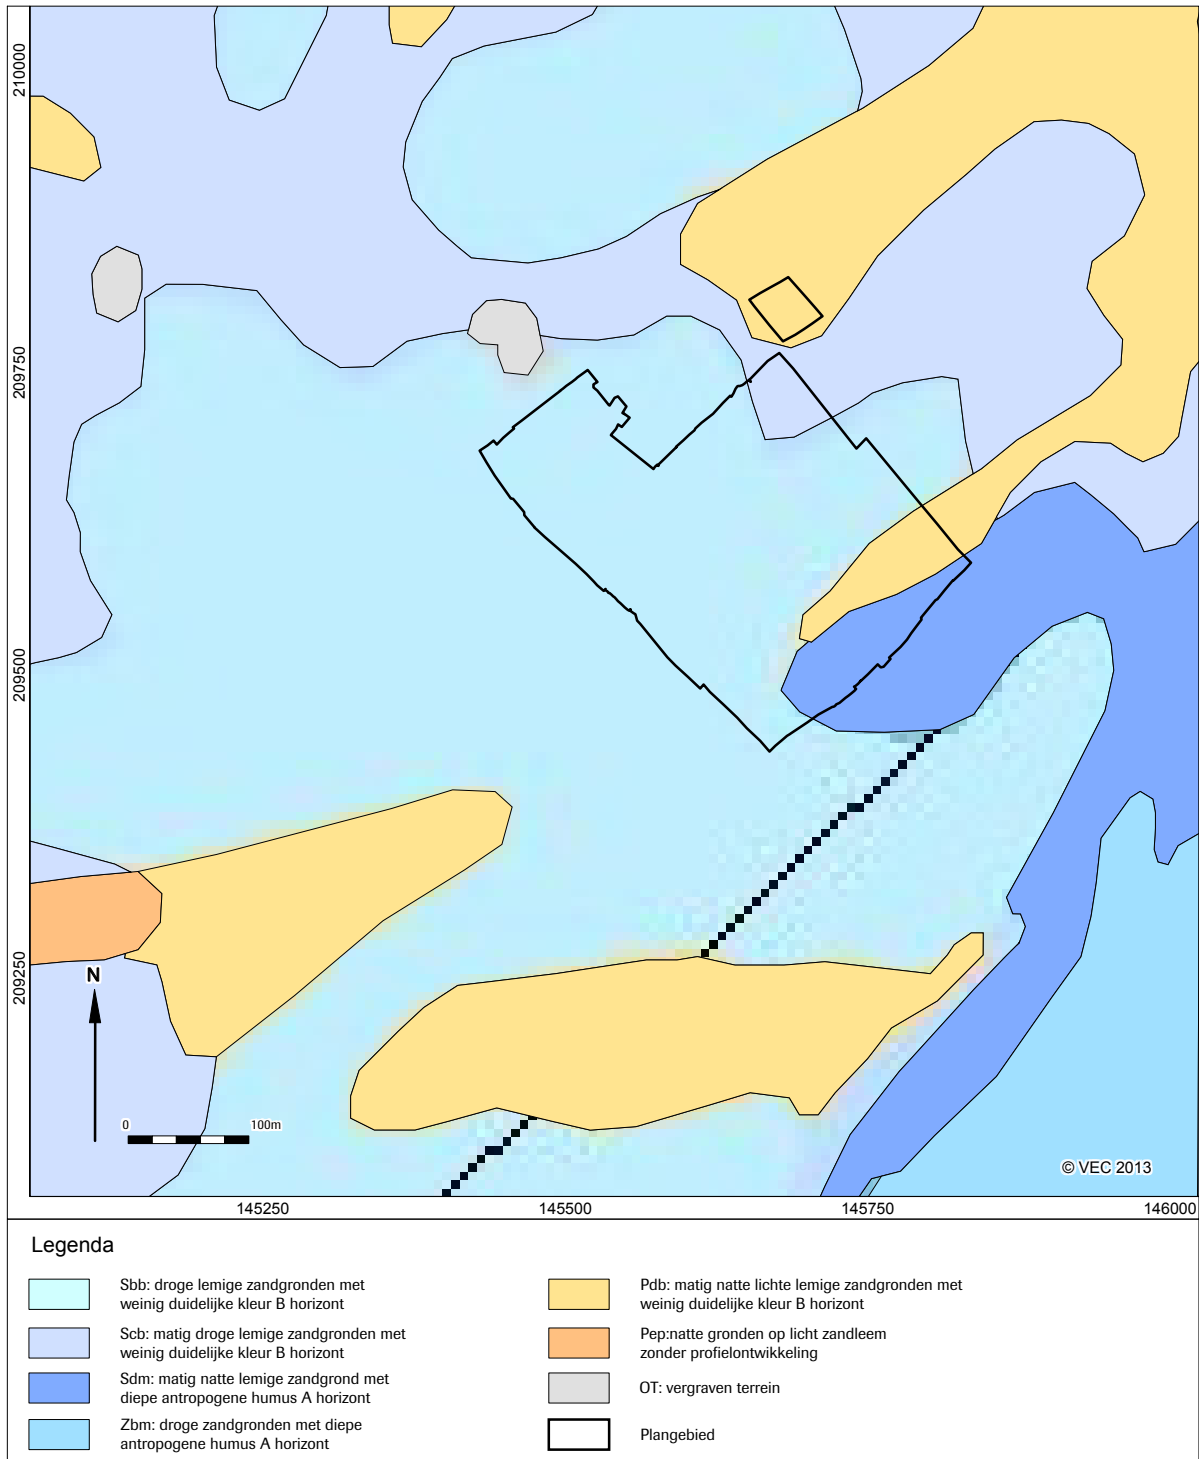 210000
209750
209500
209250
N
0 100m
© VEC 2013
145250 145500 145750 146000
Legenda
Sbb: droge lemige zandgronden met
weinig duidelijke kleur B horizont
Scb: matig droge lemige zandgronden met
weinig duidelijke kleur B horizont
Sdm: matig natte lemige zandgrond met
diepe antropogene humus A horizont
Zbm: droge zandgronden met diepe
antropogene humus A horizont
Pdb: matig natte lichte lemige zandgronden met
weinig duidelijke kleur B horizont
Pep:natte gronden op licht zandleem
zonder profielontwikkeling
OT: vergraven terrein
Plangebied